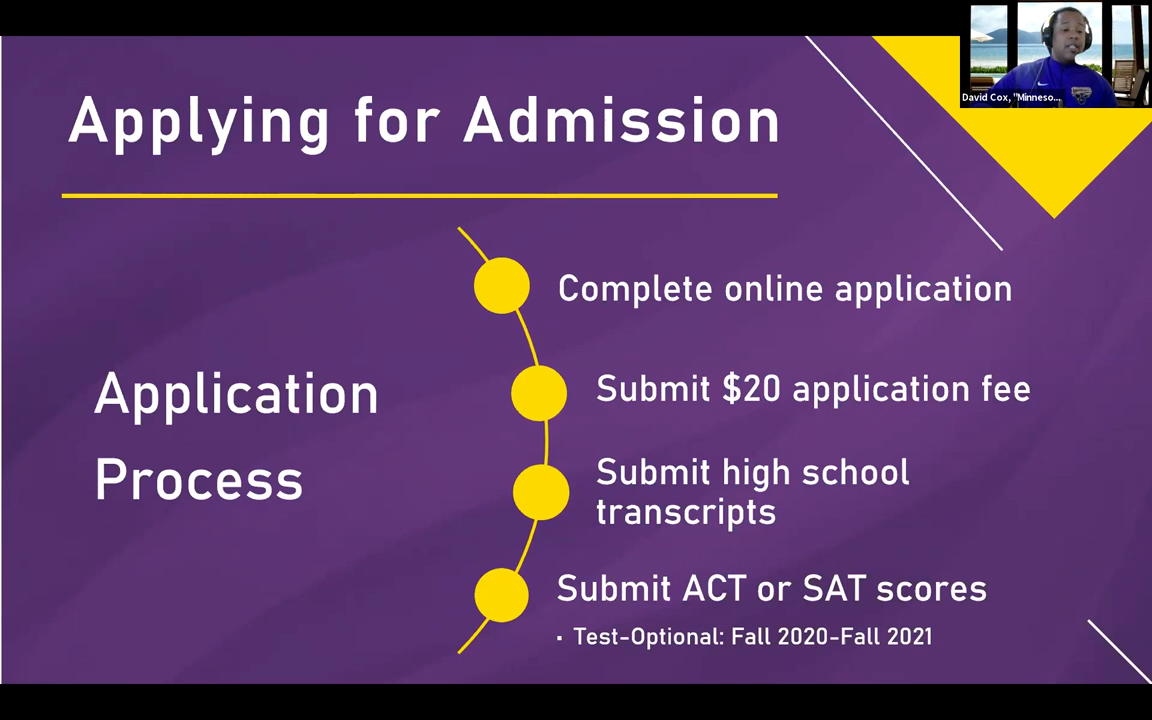 Applying for Admission
David Cox, "Minneso...
Complete online application
Application
Process
Submit $20 application fee
Submit high school
transcripts
Submit ACT or SAT scores
▪ Test-Optional: Fall 2020-Fall 2021